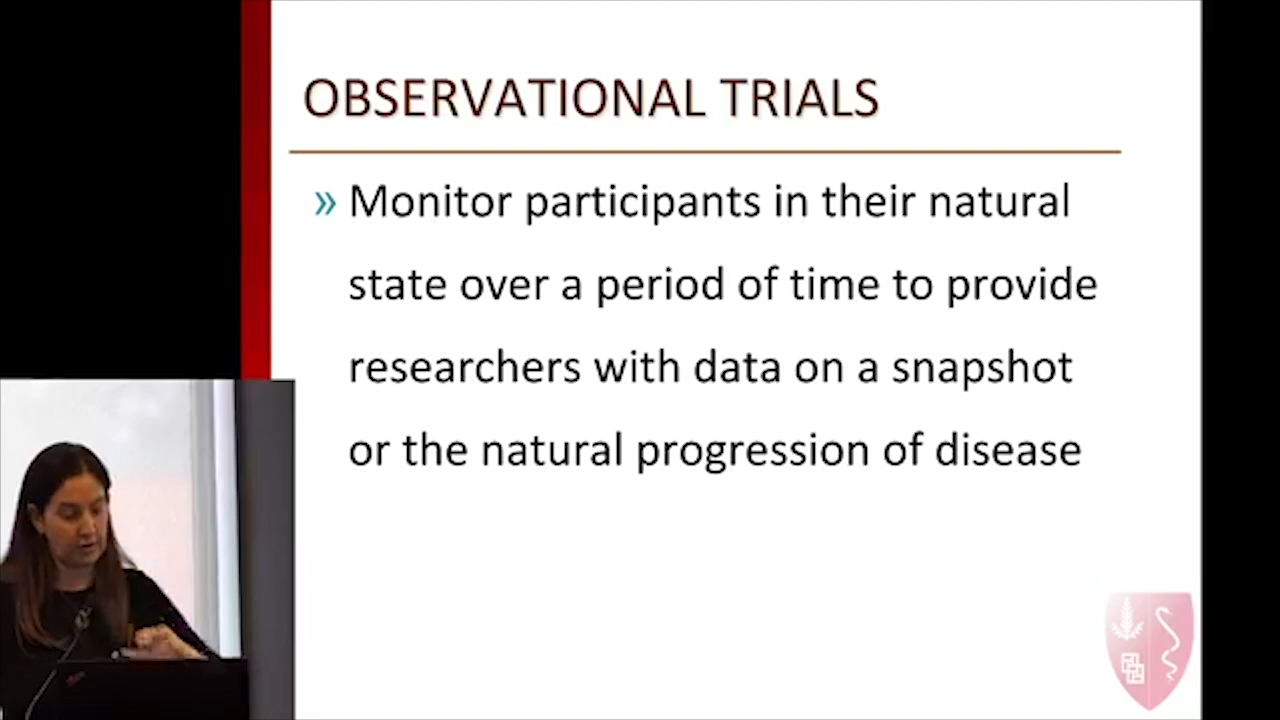 OBSERVATIONAL TRIALS
» Monitor participants in their natural
state over a period of time to provide
researchers with data on a snapshot
or the natural progression of disease